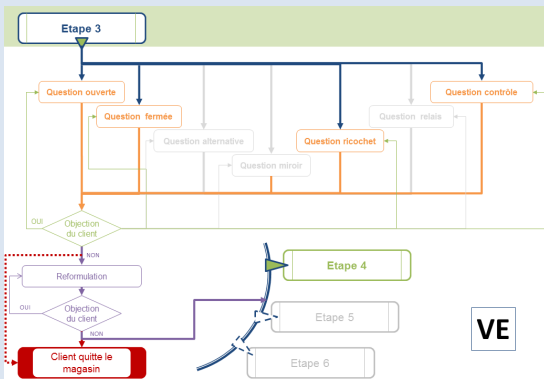 Etape 3
Question ouverte
Question contrôle
Question fermée
Question relais
Question alternative
Question ricochet
Question miroir
OUI
Objection
du client
NON
Reformulation
Etape 4
OUI
Objection
du client
NON
Etape 5
VE
Client quitte le
magasin
Etape 6